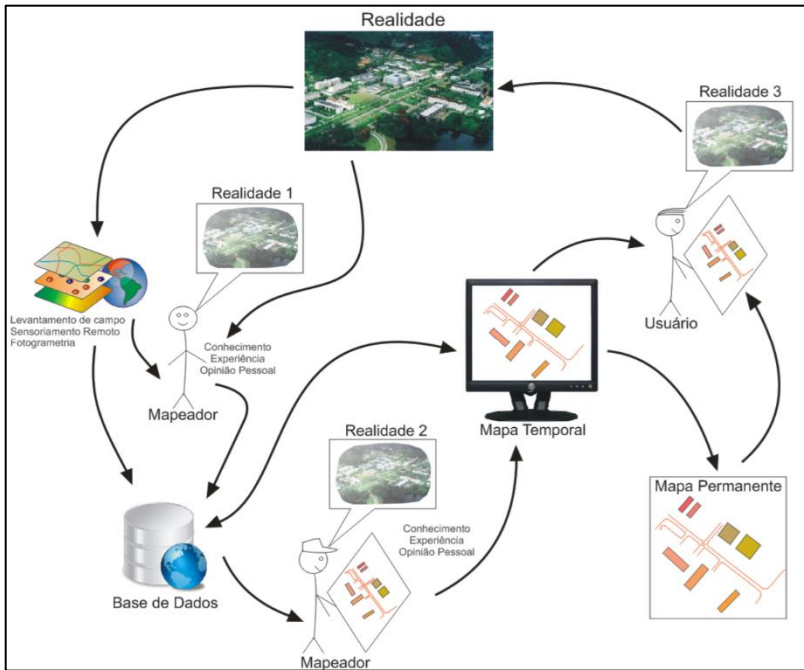 Realidade
Realidade 3
Realidade 1
Levantamento de campo
Sensoriamento Remoto
Fotogrametria
Conhecimento
Experiência
Opinião Pessoal
Mapeador
Usuário
Mapa Temporal
Realidade 2
Mapa Permanente
Conhecimento
Experiência
Opinião Pessoal
Base de Dados
Mapeador